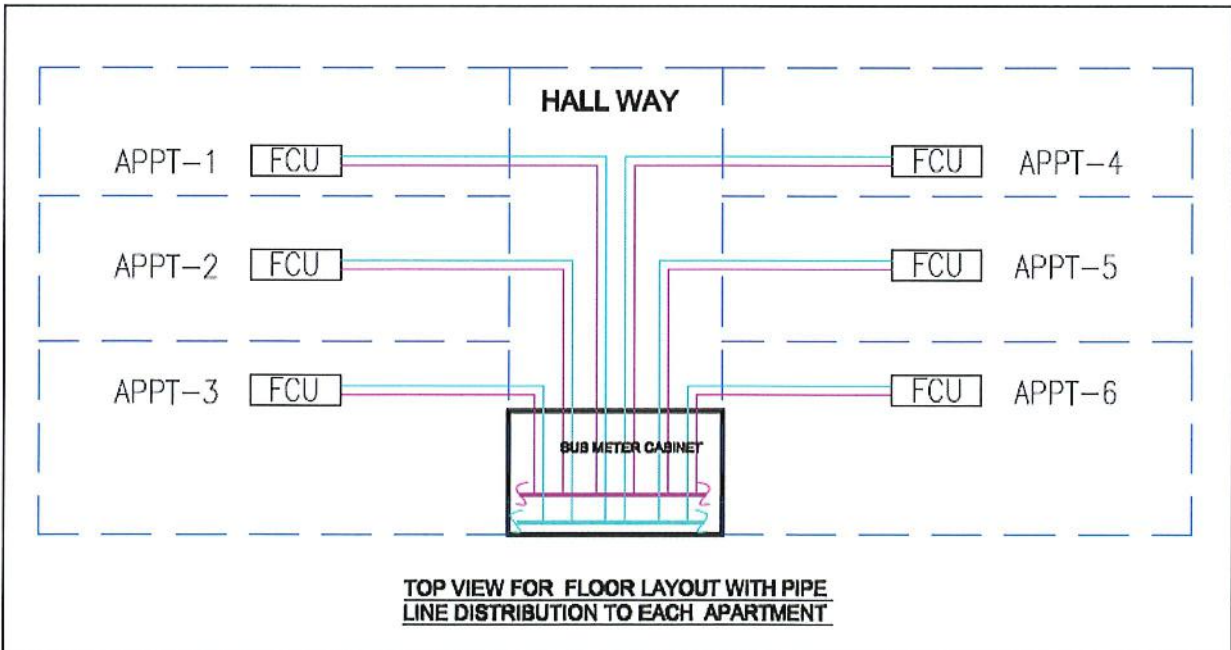 HALL WAY
APPT-1 FCU FCU APPT-4
APPT-2 FCU FCU APPT-5
APPT-3 FCU FCU APPT-6
SUB METER CABINET
TOP VIEW FOR FLOOR LAYOUT WITH PIPE
LINE DISTRIBUTION TO EACH APARTMENT